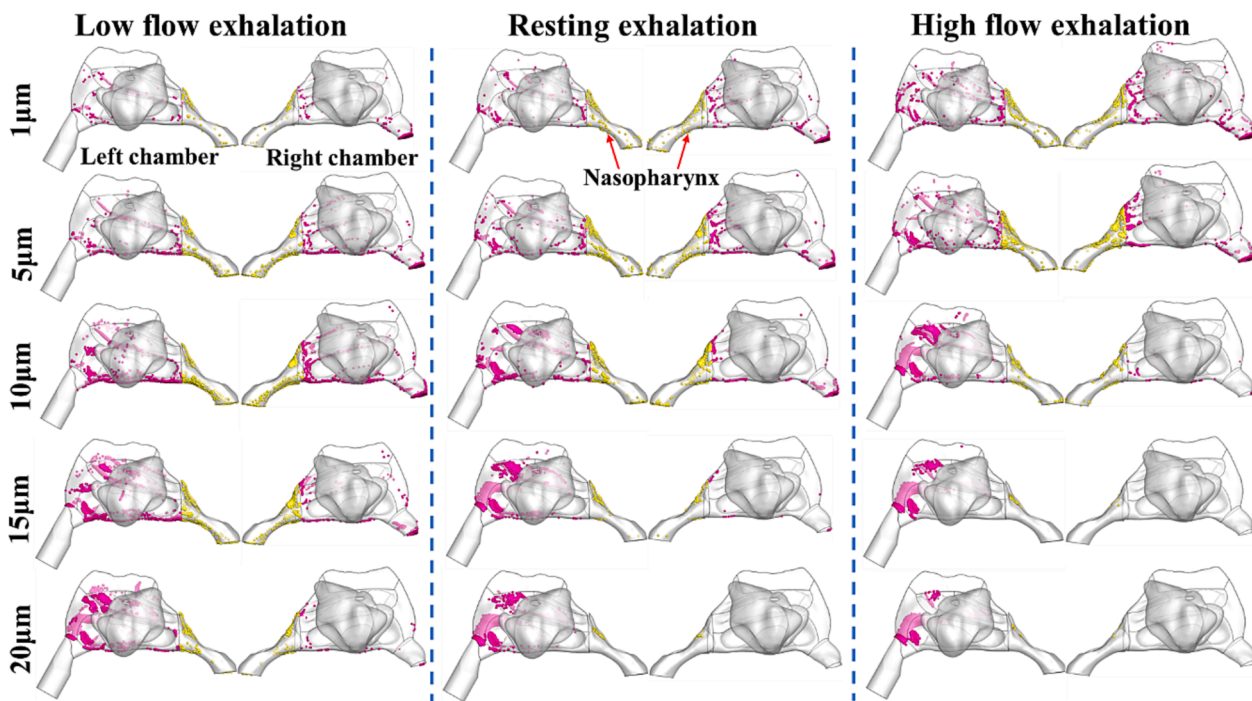 Low flow exhalation
Resting exhalation
High flow exhalation
1μm
Left chamber
Right chamber
Nasopharynx
5μm
10μm
15μm
20μm